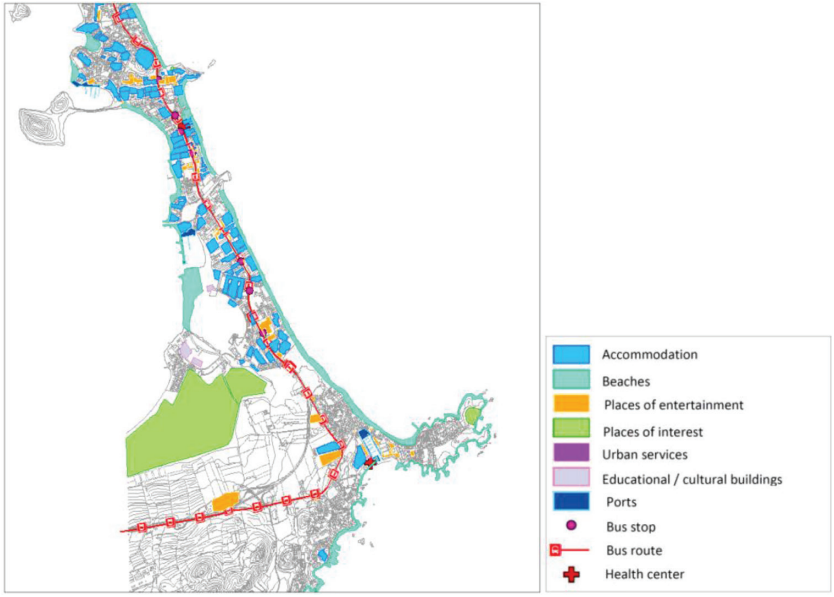 Accommodation
Beaches
Places of entertainment
Places of interest
Urban services
Educational / cultural buildings
Ports
Bus stop
Bus route
Health center